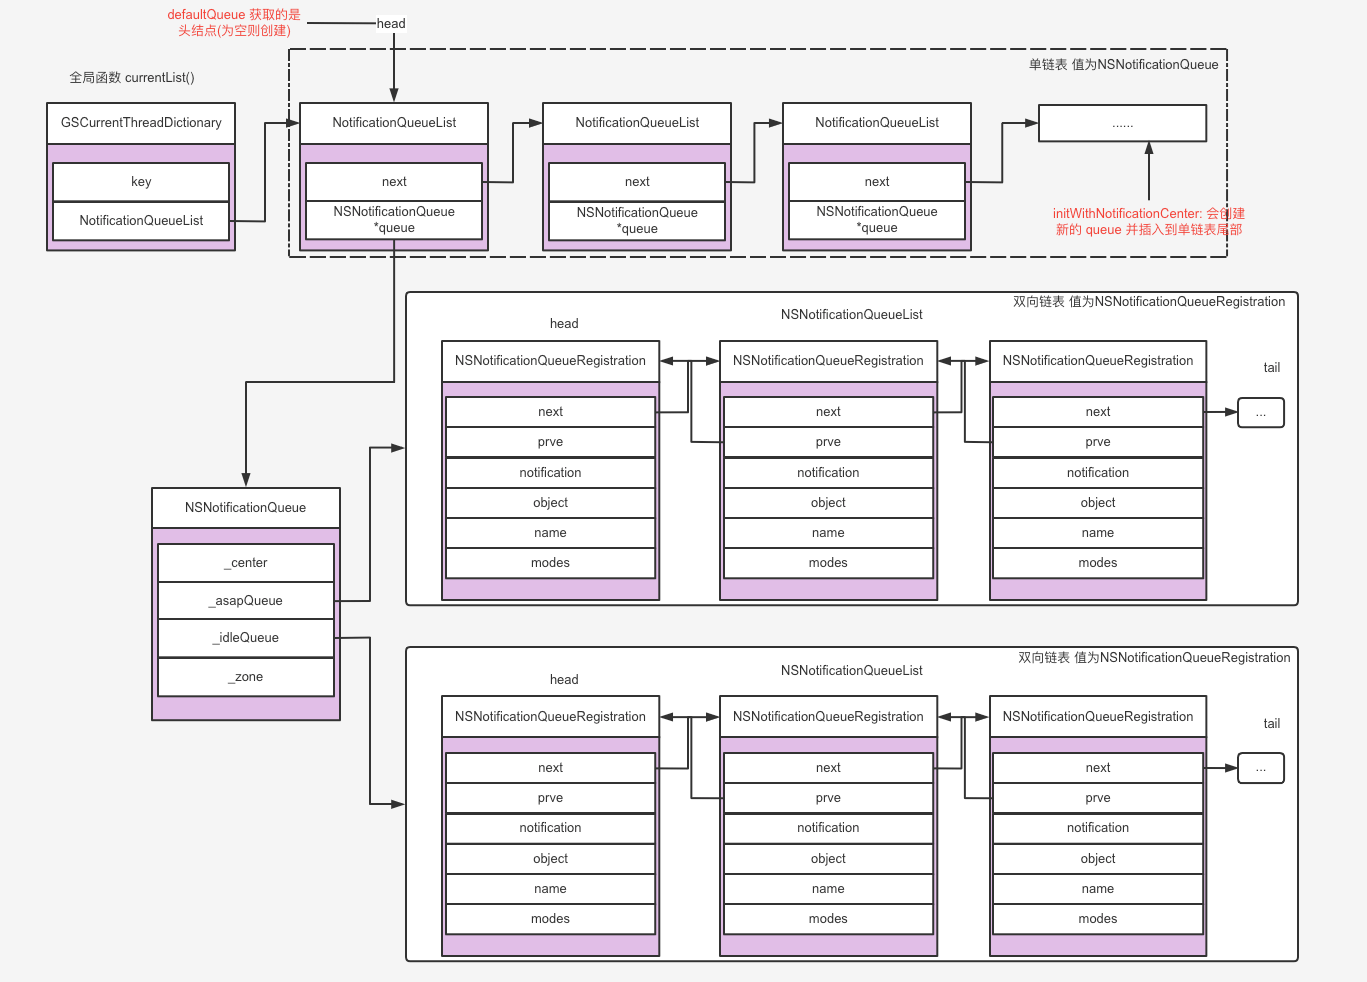 defaultQueue 获取的是
头结点(为空则创建)
head
单链表 值为NSNotificationQueue
全局函数 currentList()
GSCurrentThreadDictionary
key
NotificationQueueList
NotificationQueueList
next
NSNotificationQueue
*queue
NotificationQueueList
next
NSNotificationQueue
*queue
NotificationQueueList
next
NSNotificationQueue
*queue
......
initWithNotificationCenter: 会创建
新的 queue 并插入到单链表尾部
双向链表 值为NSNotificationQueueRegistration
NSNotificationQueueList
head
NSNotificationQueueRegistration
next
prve
notification
object
name
modes
NSNotificationQueueRegistration
next
prve
notification
object
name
modes
NSNotificationQueueRegistration
next
prve
notification
object
name
modes
tail
...
NSNotificationQueue
_center
_asapQueue
_idleQueue
_zone
双向链表 值为NSNotificationQueueRegistration
NSNotificationQueueList
head
NSNotificationQueueRegistration
next
prve
notification
object
name
modes
NSNotificationQueueRegistration
next
prve
notification
object
name
modes
NSNotificationQueueRegistration
next
prve
notification
object
name
modes
tail
...